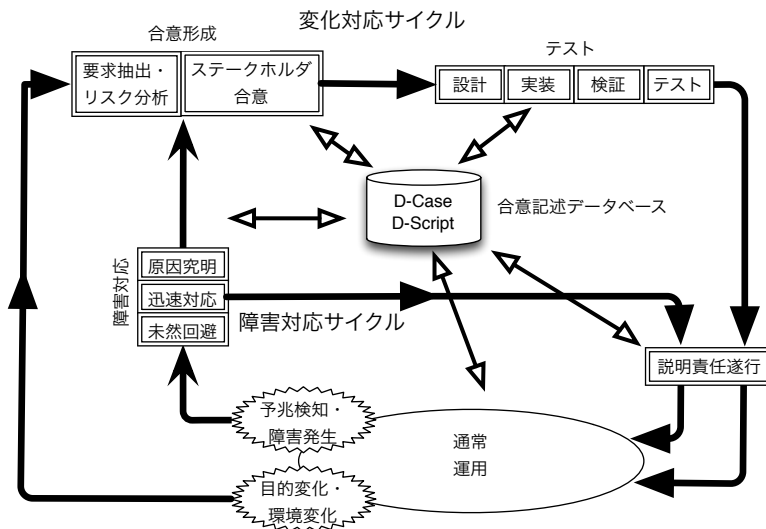 変化対応サイクル
合意形成
テスト
要求抽出・
リスク分析
ステークホルダ
合意
設計
実装
検証
テスト
D-Case
D-Script
合意記述データベース
障害対応
原因究明
迅速対応
未然回避
障害対応サイクル
説明責任遂行
予兆検知・
障害発生
通常
運用
目的変化・
環境変化